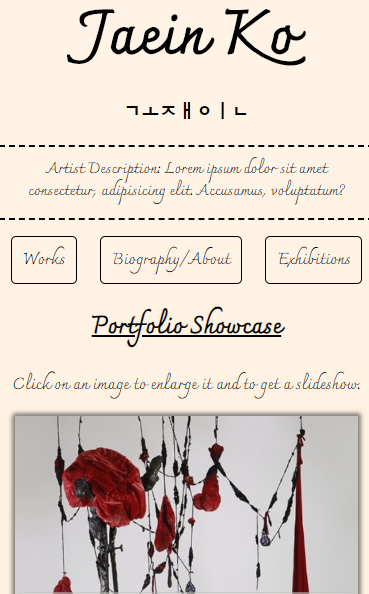 Jaein Ko
ㄱㅗㅈㅐㅇㅣㄴ
Artist Description: Lorem ipsum dolor sit amet
consectetur, adipisicing elit. Accusamus, voluptatum?
Works
Biography/About
Exhibitions
Portfolio Showcase
Click on an image to enlarge it and to get a slideshow.